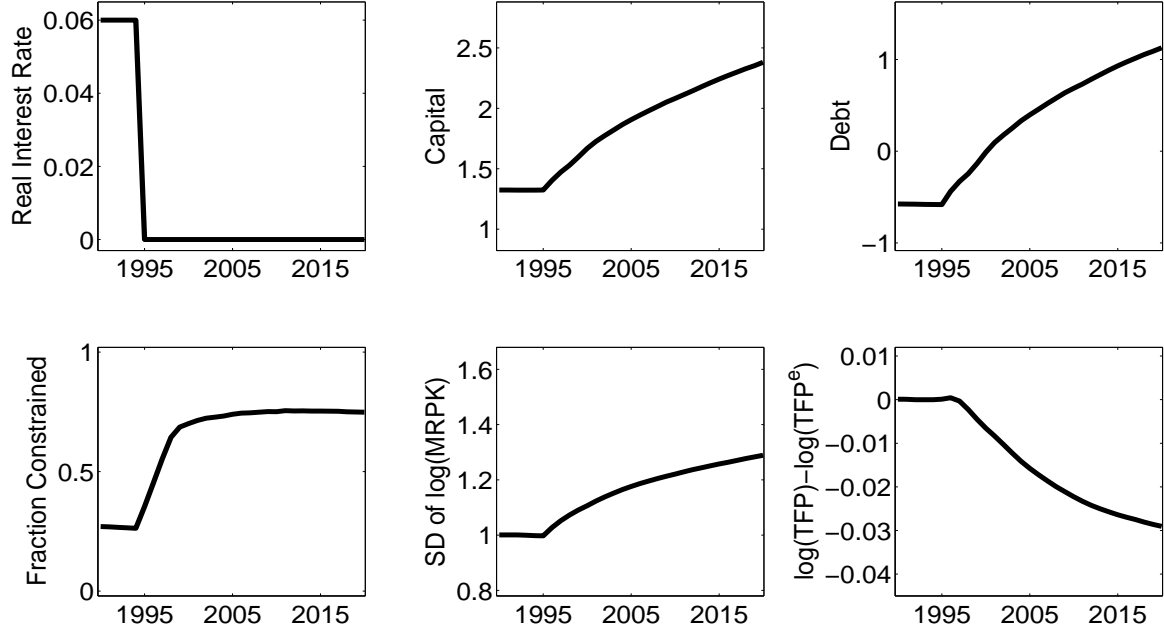 Real Interest Rate
0.06
0.04
0.02
0
1995 2005 2015
Capital
2.5
2
1.5
1
1995 2005 2015
Debt
1
0
−1
1995 2005 2015
Fraction Constrained
1
0.5
0
1995 2005 2015
SD of log(MRPK)
1.6
1.4
1.2
1
0.8
1995 2005 2015
log(TFP)−log(TFPᵉ)
0.01
0
−0.01
−0.02
−0.03
−0.04
1995 2005 2015